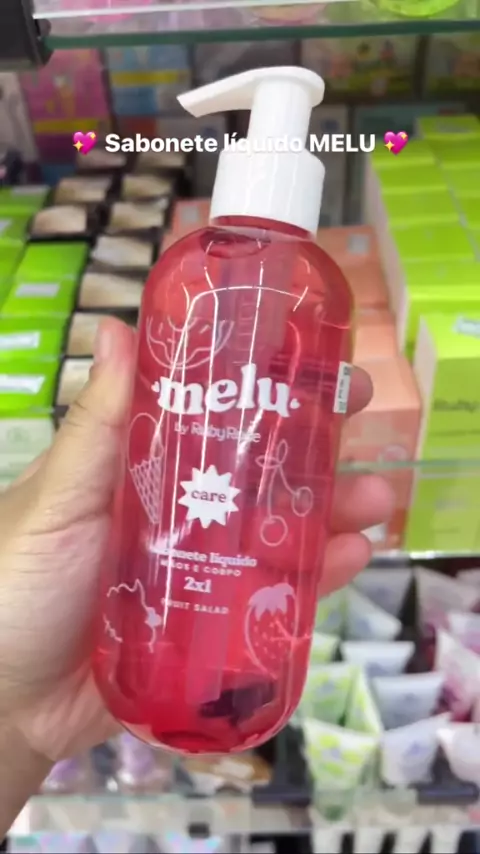 💖 Sabonete líquido MELU 💖
melu
by Ruby Rose
care
Sabonete líquido
MÃOS E CORPO
2x1
FRUIT SALAD